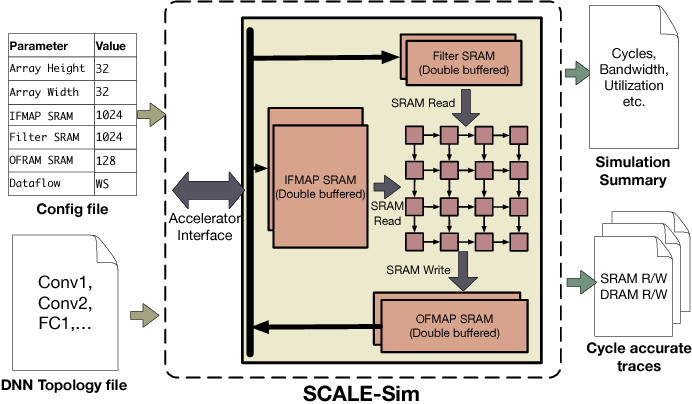 Parameter Value
Array Height 32
Array Width 32
IFMAP SRAM 1024
Filter SRAM 1024
OFRAM SRAM 128
Dataflow WS
Config file
Conv1,
Conv2,
FC1,...
DNN Topology file
Accelerator
Interface
Filter SRAM
(Double buffered)
SRAM Read
IFMAP SRAM
(Double buffered)
SRAM
Read
SRAM Write
OFMAP SRAM
(Double buffered)
SCALE-Sim
Cycles,
Bandwidth,
Utilization
etc.
Simulation
Summary
SRAM R/W
DRAM R/W
Cycle accurate
traces